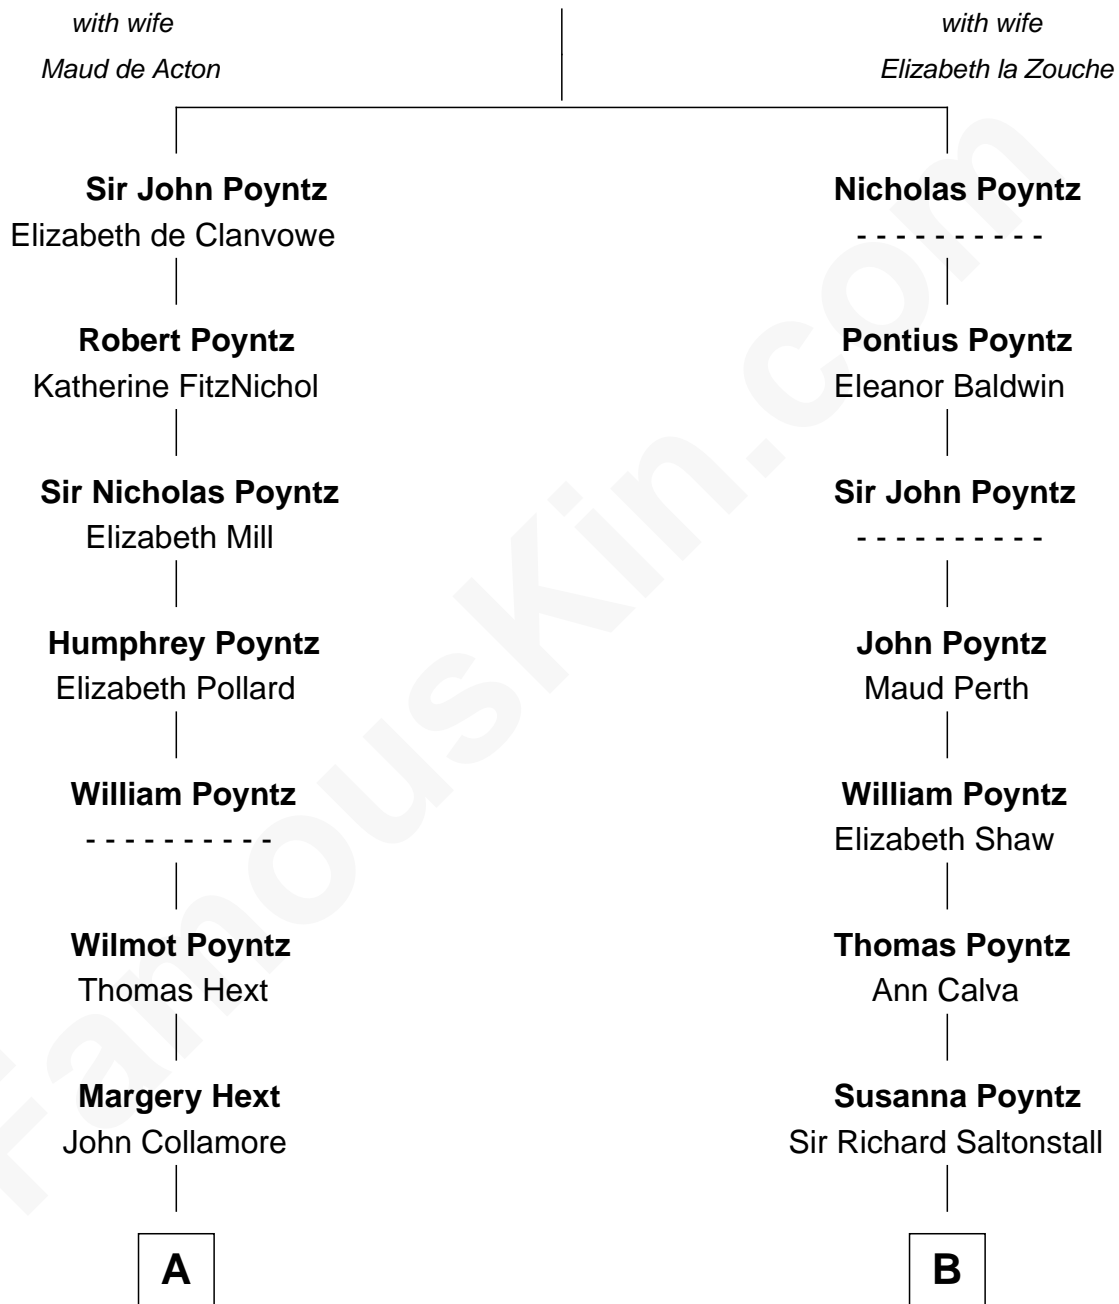 with wife
Maud de Acton
with wife
Elizabeth la Zouche
Sir John Poyntz
Elizabeth de Clanvowe
Nicholas Poyntz
- - - - - - - - - -
Robert Poyntz
Katherine FitzNichol
Pontius Poyntz
Eleanor Baldwin
Sir Nicholas Poyntz
Elizabeth Mill
Sir John Poyntz
- - - - - - - - - -
Humphrey Poyntz
Elizabeth Pollard
John Poyntz
Maud Perth
William Poyntz
- - - - - - - - - -
William Poyntz
Elizabeth Shaw
Wilmot Poyntz
Thomas Hext
Thomas Poyntz
Ann Calva
Margery Hext
John Collamore
Susanna Poyntz
Sir Richard Saltonstall
A
B
FamousKin.com